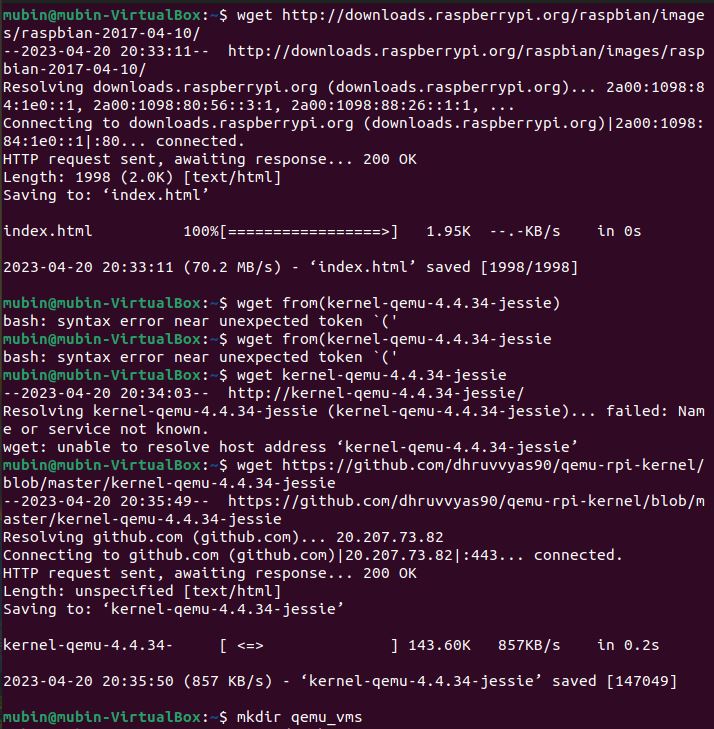 mubin@mubin-VirtualBox:~$ wget http://downloads.raspberrypi.org/raspbian/image
s/raspbian-2017-04-10/
--2023-04-20 20:33:11--  http://downloads.raspberrypi.org/raspbian/images/rasp
bian-2017-04-10/
Resolving downloads.raspberrypi.org (downloads.raspberrypi.org)... 2a00:1098:8
4:1e0::1, 2a00:1098:80:56::3:1, 2a00:1098:88:26::1:1, ...
Connecting to downloads.raspberrypi.org (downloads.raspberrypi.org)|2a00:1098:
84:1e0::1|:80... connected.
HTTP request sent, awaiting response... 200 OK
Length: 1998 (2.0K) [text/html]
Saving to: ‘index.html’
index.html          100%[=================>]   1.95K  --.-KB/s    in 0s
2023-04-20 20:33:11 (70.2 MB/s) - ‘index.html’ saved [1998/1998]
mubin@mubin-VirtualBox:~$ wget from(kernel-qemu-4.4.34-jessie)
bash: syntax error near unexpected token `('
mubin@mubin-VirtualBox:~$ wget from(kernel-qemu-4.4.34-jessie
bash: syntax error near unexpected token `('
mubin@mubin-VirtualBox:~$ wget kernel-qemu-4.4.34-jessie
--2023-04-20 20:34:03--  http://kernel-qemu-4.4.34-jessie/
Resolving kernel-qemu-4.4.34-jessie (kernel-qemu-4.4.34-jessie)... failed: Nam
e or service not known.
wget: unable to resolve host address ‘kernel-qemu-4.4.34-jessie’
mubin@mubin-VirtualBox:~$ wget https://github.com/dhruvvyas90/qemu-rpi-kernel/
blob/master/kernel-qemu-4.4.34-jessie
--2023-04-20 20:35:49--  https://github.com/dhruvvyas90/qemu-rpi-kernel/blob/m
aster/kernel-qemu-4.4.34-jessie
Resolving github.com (github.com)... 20.207.73.82
Connecting to github.com (github.com)|20.207.73.82|:443... connected.
HTTP request sent, awaiting response... 200 OK
Length: unspecified [text/html]
Saving to: ‘kernel-qemu-4.4.34-jessie’
kernel-qemu-4.4.34-     [ <=>              ] 143.60K   857KB/s    in 0.2s
2023-04-20 20:35:50 (857 KB/s) - ‘kernel-qemu-4.4.34-jessie’ saved [147049]
mubin@mubin-VirtualBox:~$ mkdir qemu_vms